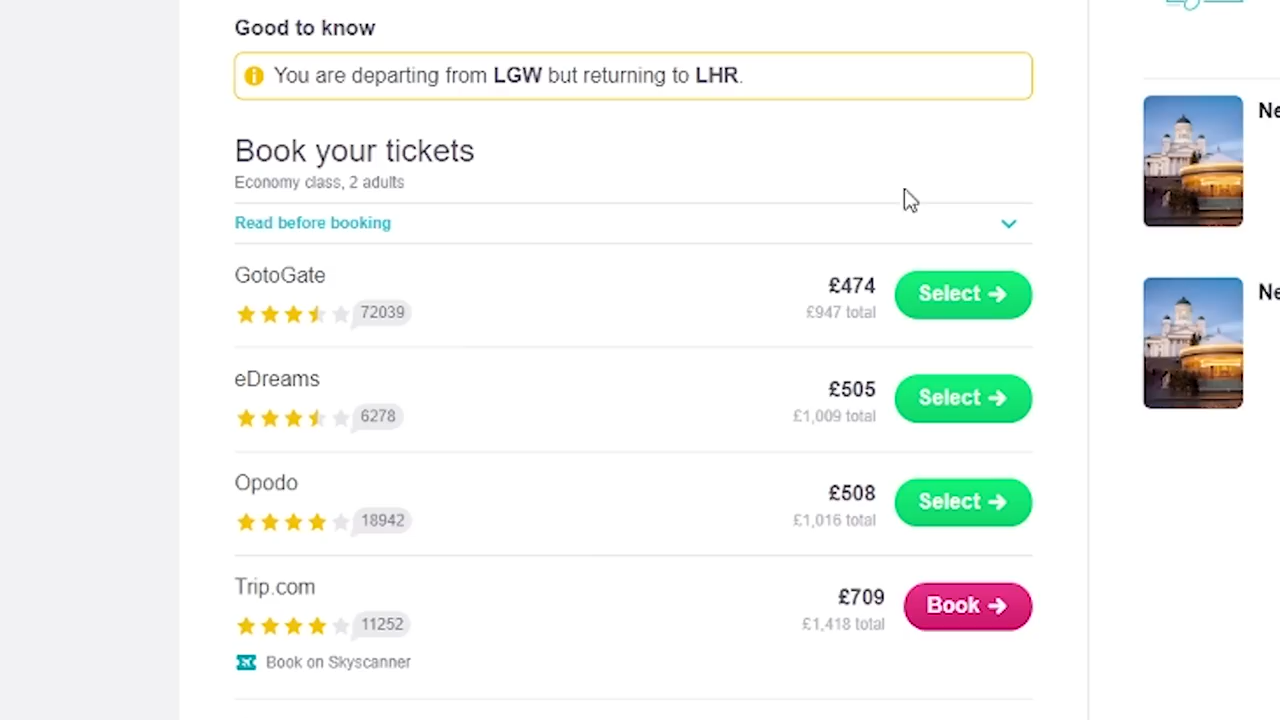 Good to know
You are departing from LGW but returning to LHR.
Book your tickets
Economy class, 2 adults
Read before booking
GotoGate
72039
£474
£947 total
Select
eDreams
6278
£505
£1,009 total
Select
Opodo
18942
£508
£1,016 total
Select
Trip.com
11252
£709
£1,418 total
Book
Book on Skyscanner
Ne
Ne